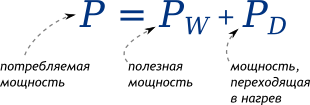 P = P_W + P_D
потребляемая
мощность
полезная
мощность
мощность,
переходящая
в нагрев